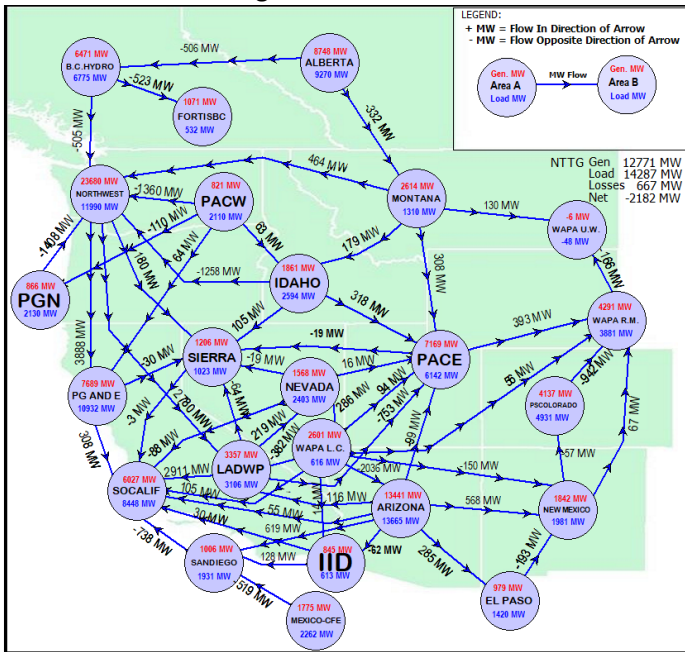 LEGEND:
+ MW = Flow In Direction of Arrow
- MW = Flow Opposite Direction of Arrow
Gen. MW
Area A
Load MW
MW Flow
Gen. MW
Area B
Load MW
NTTG Gen 12771 MW
Load 14287 MW
Losses 667 MW
Net -2182 MW
6471 MW
B.C.HYDRO
6775 MW
-506 MW
8748 MW
ALBERTA
9270 MW
-523 MW
1071 MW
FORTISBC
532 MW
-505 MW
-332 MW
464 MW
23680 MW
NORTHWEST
11990 MW
-1360 MW
821 MW
PACW
2110 MW
2614 MW
MONTANA
1310 MW
130 MW
-6 MW
WAPA U.W.
-48 MW
-110 MW
64 MW
63 MW
179 MW
308 MW
166 MW
-1408 MW
160 MW
-1258 MW
866 MW
PGN
2130 MW
1861 MW
IDAHO
2594 MW
318 MW
393 MW
4291 MW
WAPA R.M.
3881 MW
3888 MW
105 MW
-19 MW
1206 MW
SIERRA
1023 MW
7169 MW
PACE
6142 MW
-30 MW
-19 MW
16 MW
1568 MW
NEVADA
2403 MW
7689 MW
PG AND E
10932 MW
-3 MW
2780 MW
-64 MW
286 MW
94 MW
-753 MW
55 MW
-942 MW
4137 MW
PSCOLORADO
4931 MW
308 MW
-88 MW
219 MW
-382 MW
2601 MW
WAPA L.C.
616 MW
-99 MW
67 MW
-57 MW
6027 MW
SOCALIF
8448 MW
2911 MW
3357 MW
LADWP
3106 MW
2036 MW
-150 MW
105 MW
116 MW
13441 MW
ARIZONA
13665 MW
568 MW
1842 MW
NEW MEXICO
1981 MW
55 MW
30 MW
619 MW
-738 MW
1006 MW
SANDIEGO
1931 MW
128 MW
845 MW
IID
613 MW
-62 MW
285 MW
-193 MW
-519 MW
1775 MW
MEXICO-CFE
2262 MW
979 MW
EL PASO
1420 MW